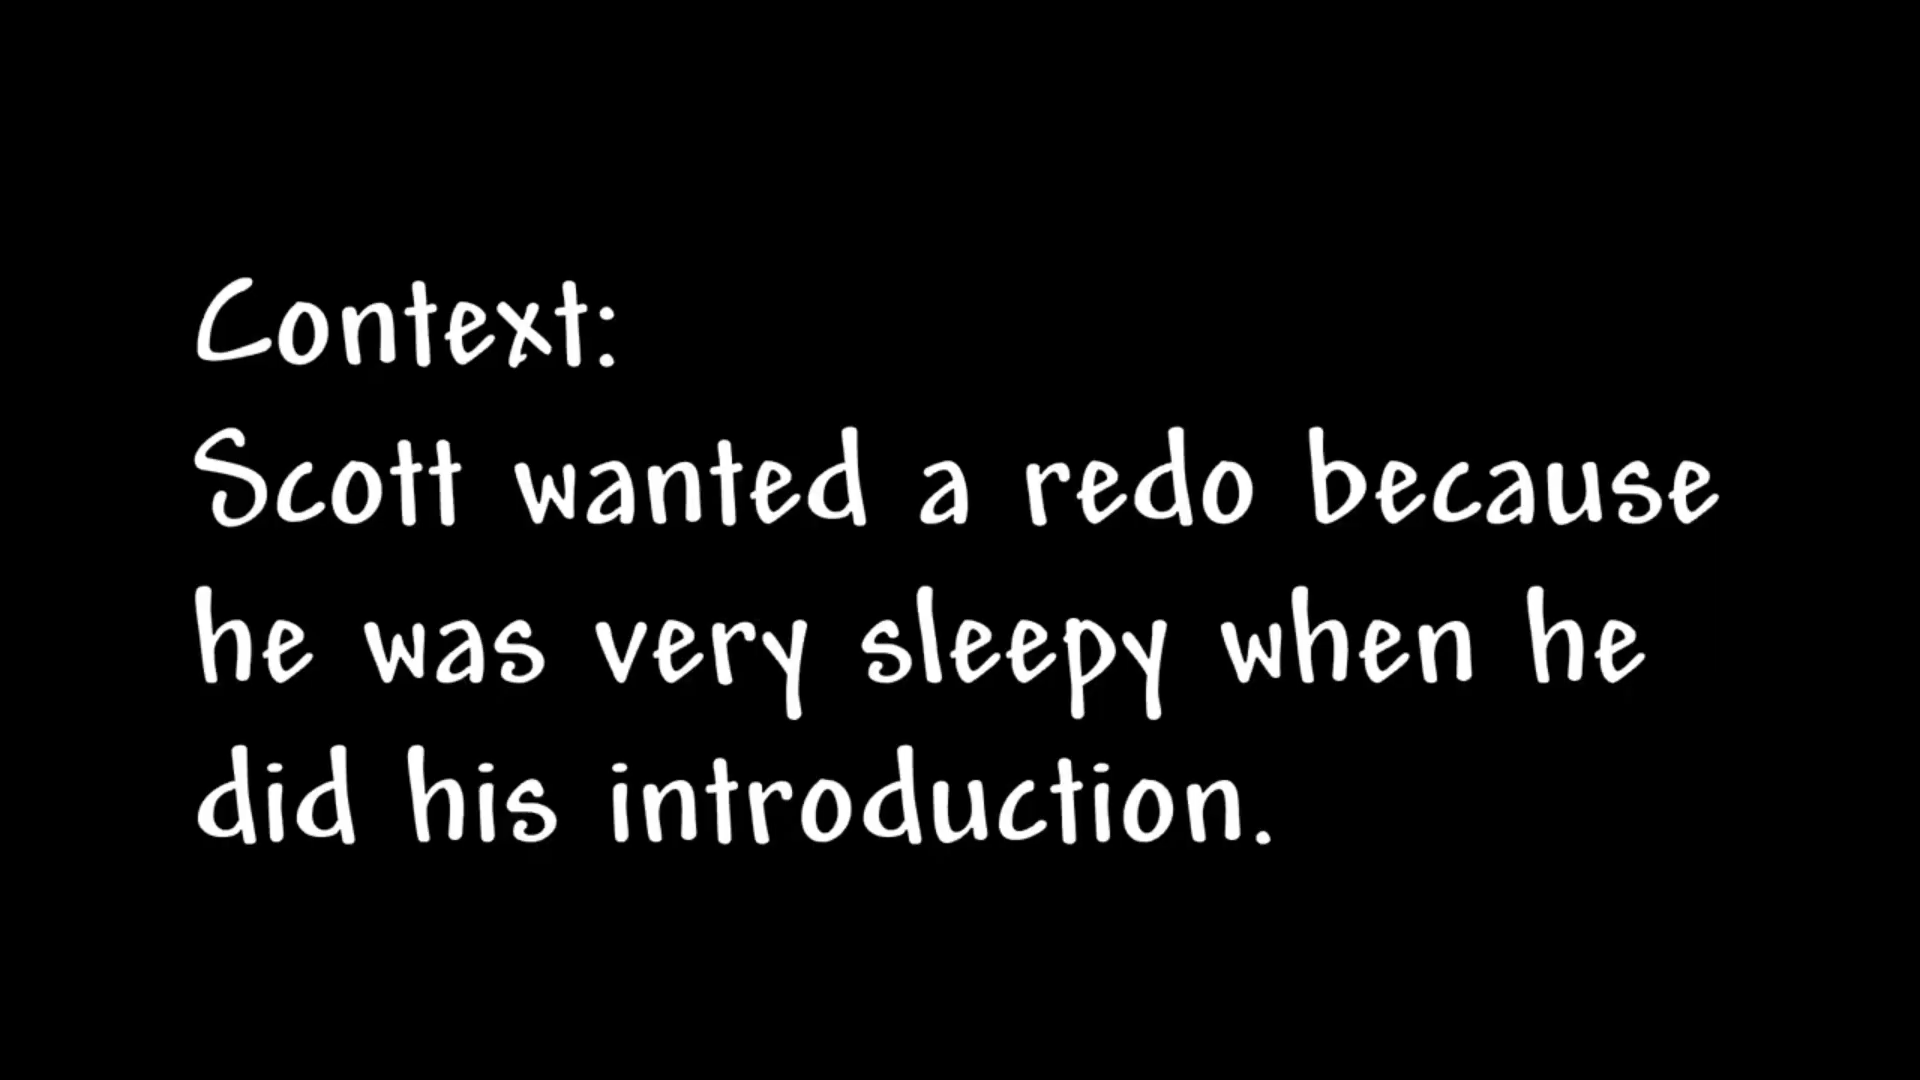 Context:
Scott wanted a redo because
he was very sleepy when he
did his introduction.